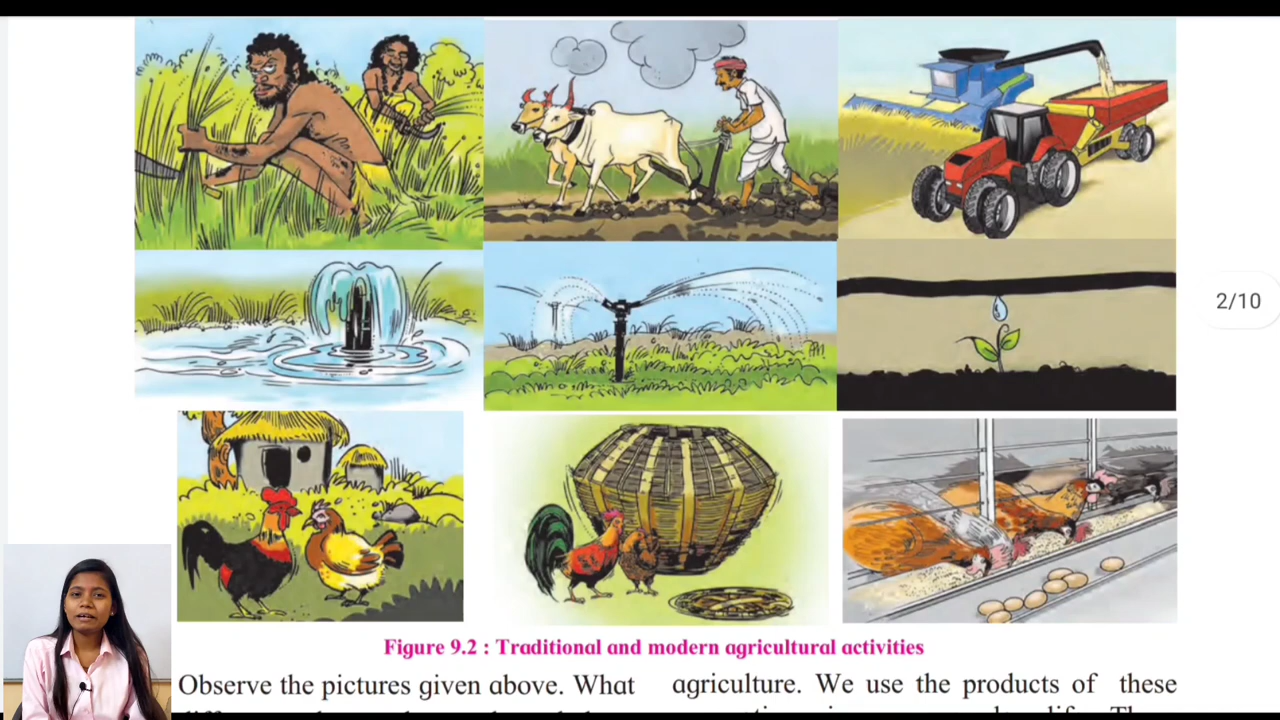 2/10
Figure 9.2 : Traditional and modern agricultural activities
Observe the pictures given above. What
agriculture. We use the products of these